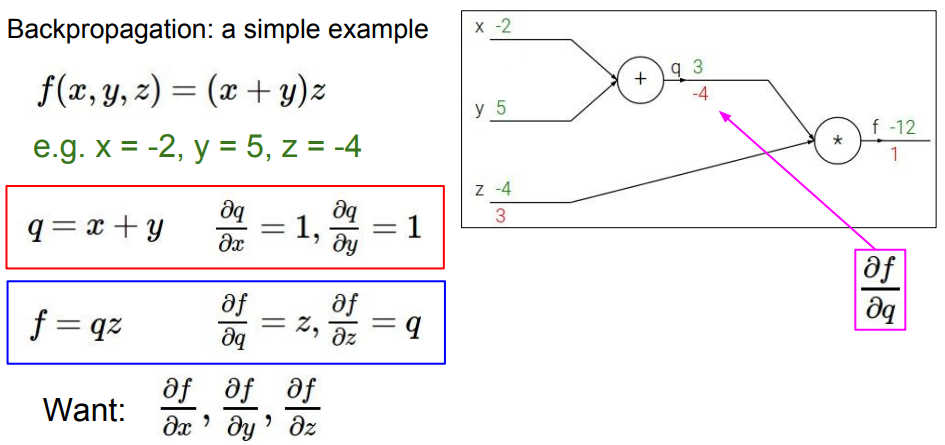 Backpropagation: a simple example
f(x, y, z) = (x + y)z
e.g. x = -2, y = 5, z = -4
q = x + y ∂q/∂x = 1, ∂q/∂y = 1
f = qz ∂f/∂q = z, ∂f/∂z = q
Want: ∂f/∂x, ∂f/∂y, ∂f/∂z
x -2
y 5
z -4
3
+
q 3
-4
*
f -12
1
∂f/∂q